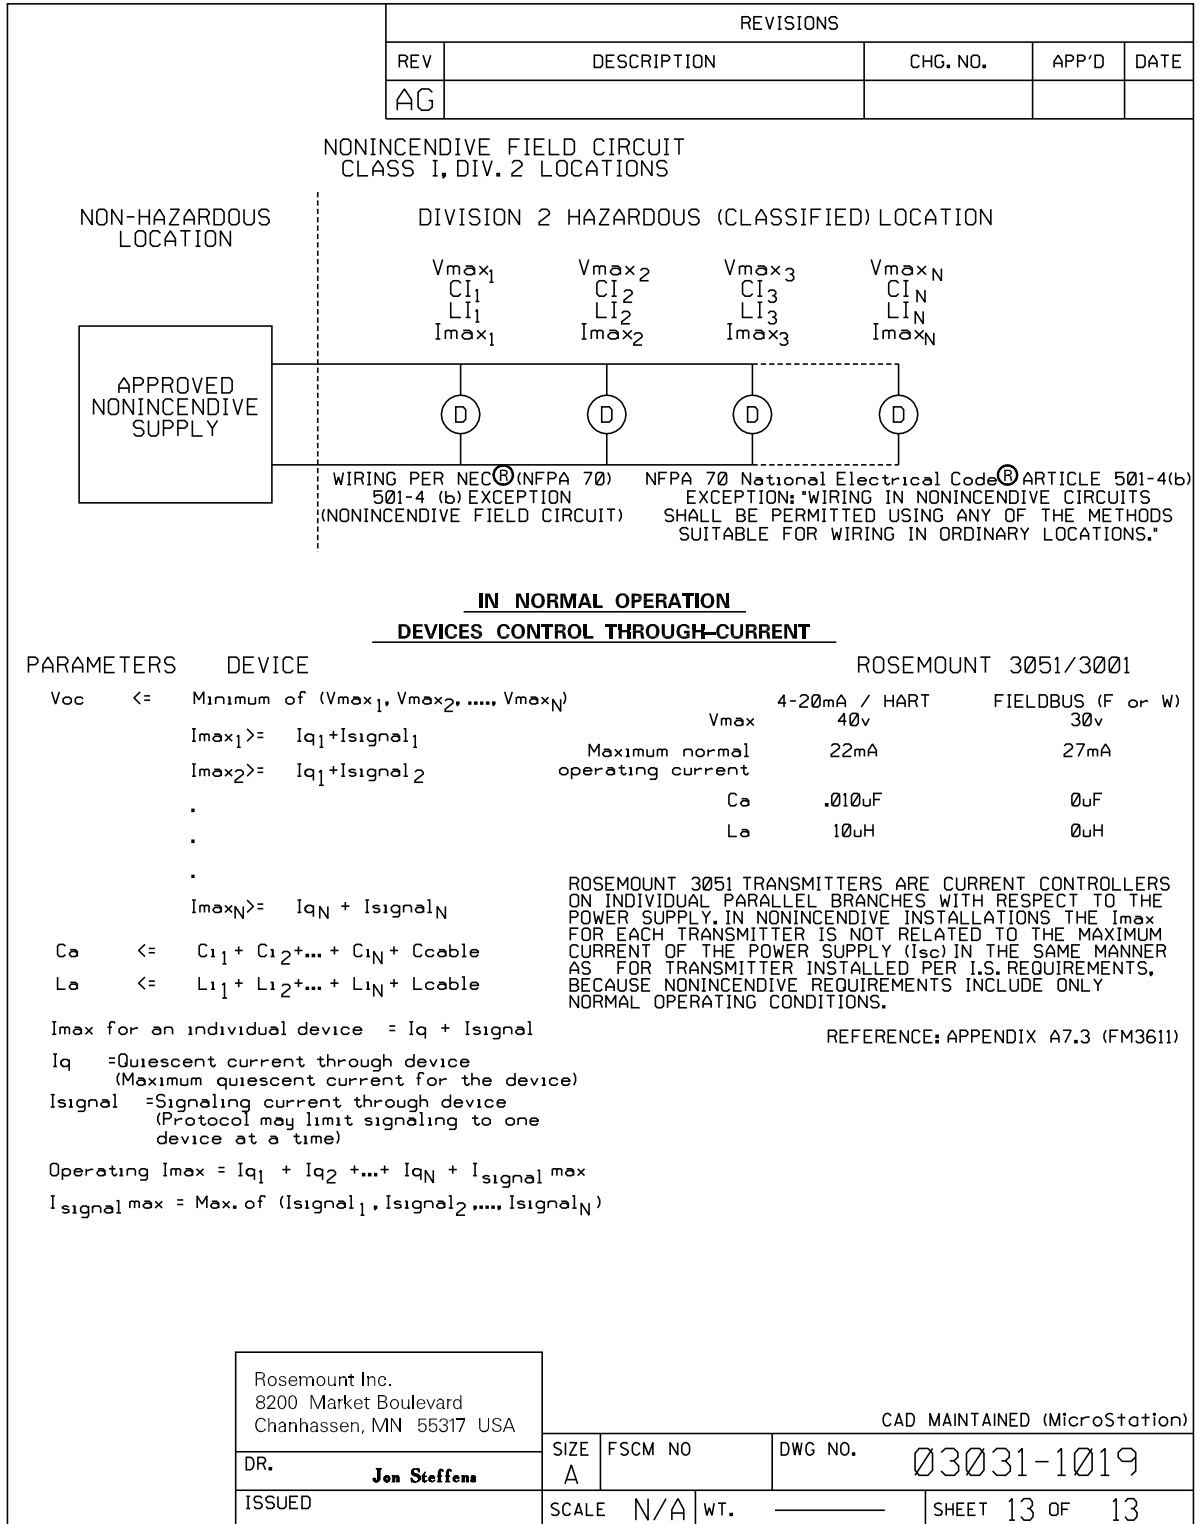 REVISIONS
REV DESCRIPTION CHG. NO. APP'D DATE
AG
NONINCENDIVE FIELD CIRCUIT
CLASS I, DIV. 2 LOCATIONS
NON-HAZARDOUS
LOCATION
DIVISION 2 HAZARDOUS (CLASSIFIED) LOCATION
Vmax1 Vmax2 Vmax3 VmaxN
CI1 CI2 CI3 CIN
LI1 LI2 LI3 LIN
Imax1 Imax2 Imax3 ImaxN
APPROVED
NONINCENDIVE
SUPPLY
D D D D
WIRING PER NEC® (NFPA 70)
501-4 (b) EXCEPTION
(NONINCENDIVE FIELD CIRCUIT)
NFPA 70 National Electrical Code® ARTICLE 501-4(b)
EXCEPTION: "WIRING IN NONINCENDIVE CIRCUITS
SHALL BE PERMITTED USING ANY OF THE METHODS
SUITABLE FOR WIRING IN ORDINARY LOCATIONS."
IN NORMAL OPERATION
DEVICES CONTROL THROUGH-CURRENT
PARAMETERS DEVICE
Voc <= Minimum of (Vmax1, Vmax2, ...., VmaxN)
Imax1>= Iq1+Isignal1
Imax2>= Iq1+Isignal2
.
.
.
ImaxN>= IqN + IsignalN
Ca <= Ci1+ Ci2+... + CiN+ Ccable
La <= Li1+ Li2+... + LiN+ Lcable
Imax for an individual device = Iq + Isignal
Iq =Quiescent current through device
(Maximum quiescent current for the device)
Isignal =Signaling current through device
(Protocol may limit signaling to one
device at a time)
Operating Imax = Iq1 + Iq2 +...+ IqN + Isignal max
Isignal max = Max. of (Isignal1, Isignal2,...., IsignalN)
ROSEMOUNT 3051/3001
4-20mA / HART FIELDBUS (F or W)
Vmax 40v 30v
Maximum normal 22mA 27mA
operating current
Ca .010uF 0uF
La 10uH 0uH
ROSEMOUNT 3051 TRANSMITTERS ARE CURRENT CONTROLLERS
ON INDIVIDUAL PARALLEL BRANCHES WITH RESPECT TO THE
POWER SUPPLY. IN NONINCENDIVE INSTALLATIONS THE Imax
FOR EACH TRANSMITTER IS NOT RELATED TO THE MAXIMUM
CURRENT OF THE POWER SUPPLY (Isc) IN THE SAME MANNER
AS FOR TRANSMITTER INSTALLED PER I.S. REQUIREMENTS,
BECAUSE NONINCENDIVE REQUIREMENTS INCLUDE ONLY
NORMAL OPERATING CONDITIONS.
REFERENCE: APPENDIX A7.3 (FM3611)
Rosemount Inc.
8200 Market Boulevard
Chanhassen, MN 55317 USA
CAD MAINTAINED (MicroStation)
DR. Jon Steffens
SIZE A FSCM NO DWG NO. 03031-1019
ISSUED
SCALE N/A WT. SHEET 13 OF 13